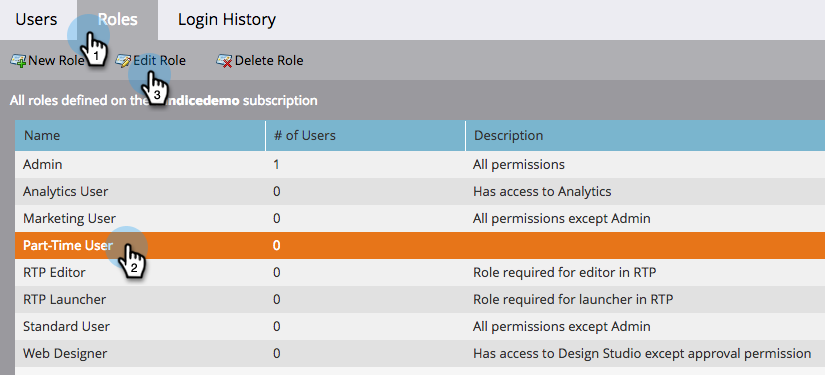 Users Roles Login History
1
New Role Edit Role Delete Role
3
All roles defined on the ndicedemo subscription
Name # of Users Description
Admin 1 All permissions
Analytics User 0 Has access to Analytics
Marketing User 0 All permissions except Admin
Part-Time User 0
2
RTP Editor 0 Role required for editor in RTP
RTP Launcher 0 Role required for launcher in RTP
Standard User 0 All permissions except Admin
Web Designer 0 Has access to Design Studio except approval permission